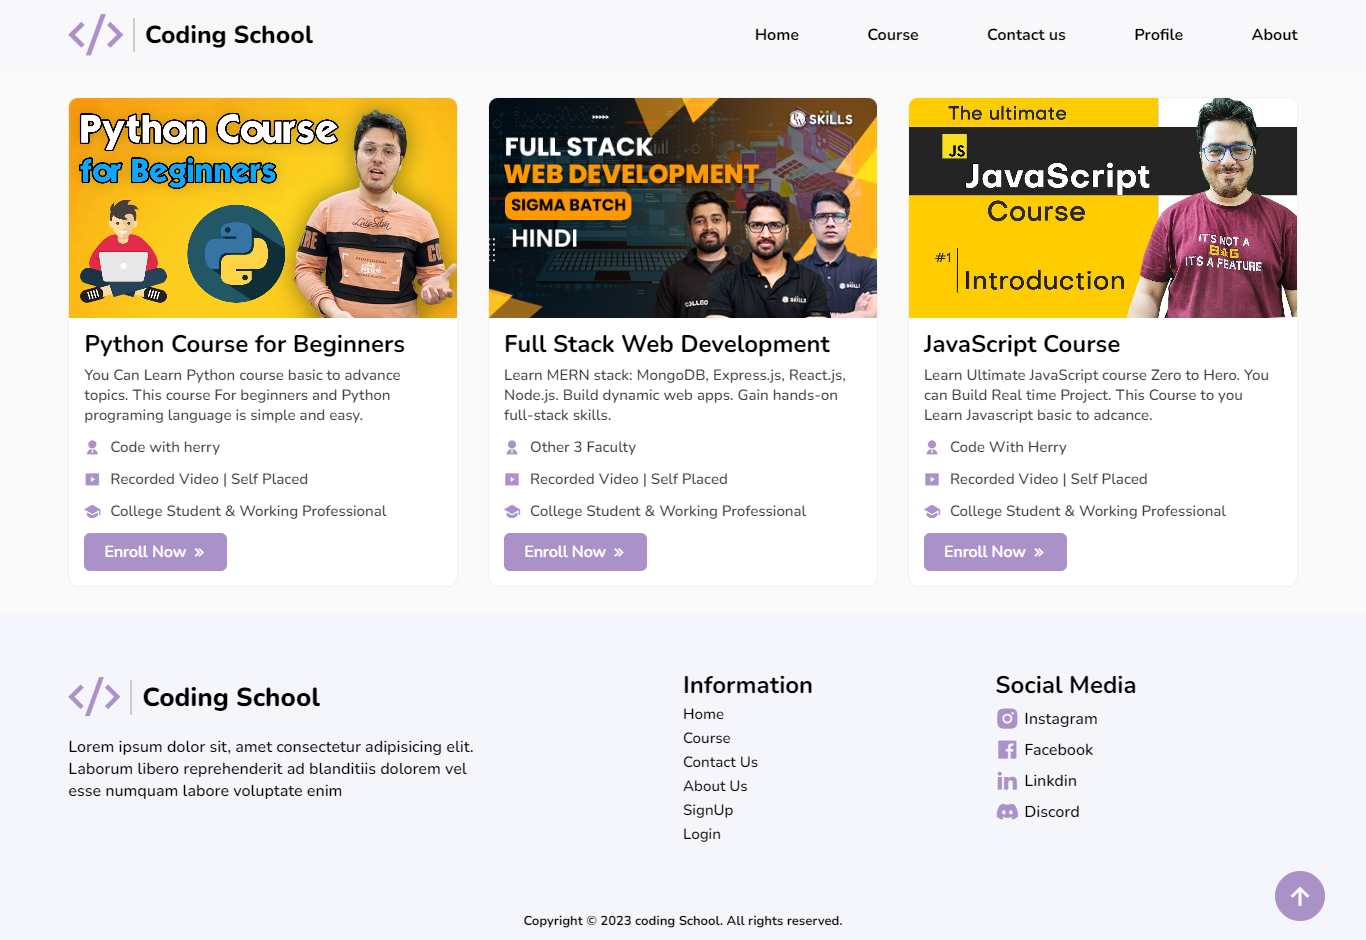 Coding School
Home
Course
Contact us
Profile
About
Python Course
for Beginners
SKILLS
FULL STACK
WEB DEVELOPMENT
SIGMA BATCH
HINDI
The ultimate
JS
JavaScript
Course
#1
Introduction
IT'S NOT A
BUG
IT'S A FEATURE
Python Course for Beginners
You Can Learn Python course basic to advance
topics. This course For beginners and Python
programing language is simple and easy.
Code with herry
Recorded Video | Self Placed
College Student & Working Professional
Enroll Now »
Full Stack Web Development
Learn MERN stack: MongoDB, Express.js, React.js,
Node.js. Build dynamic web apps. Gain hands-on
full-stack skills.
Other 3 Faculty
Recorded Video | Self Placed
College Student & Working Professional
Enroll Now »
JavaScript Course
Learn Ultimate JavaScript course Zero to Hero. You
can Build Real time Project. This Course to you
Learn Javascript basic to adcance.
Code With Herry
Recorded Video | Self Placed
College Student & Working Professional
Enroll Now »
Coding School
Lorem ipsum dolor sit, amet consectetur adipisicing elit.
Laborum libero reprehenderit ad blanditiis dolorem vel
esse numquam labore voluptate enim
Information
Home
Course
Contact Us
About Us
SignUp
Login
Social Media
Instagram
Facebook
Linkdin
Discord
Copyright © 2023 coding School. All rights reserved.